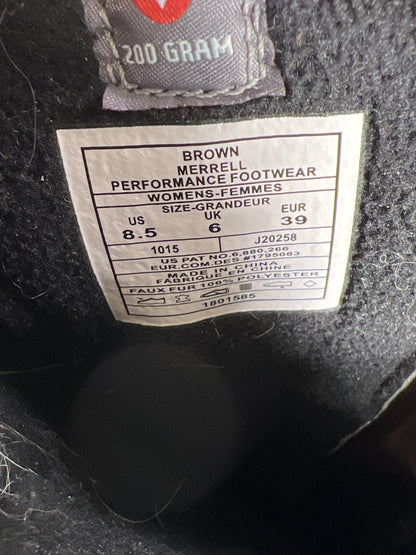 200 GRAM
BROWN
MERRELL
PERFORMANCE FOOTWEAR
WOMENS-FEMMES
SIZE-GRANDEUR
US UK EUR
8.5 6 39
1015 J20258
US PAT NO.6,660,266
EUR.COM.DES.#1795083
MADE IN CHINA
FABRIQUÉ EN CHINE
FAUX FUR 100% POLYESTER
1801585